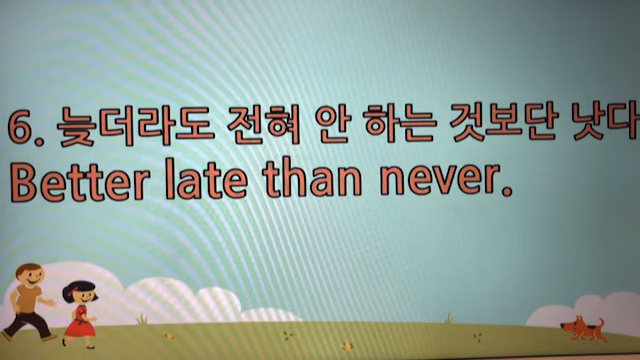 6. 늦더라도 전혀 안 하는 것보단 낫다
Better late than never.